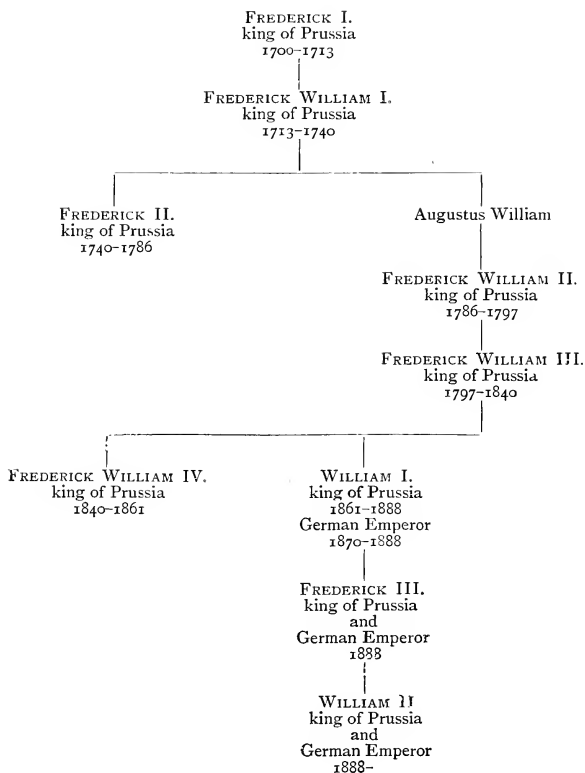 FREDERICK I.
king of Prussia
1700-1713
FREDERICK WILLIAM I.
king of Prussia
1713-1740
FREDERICK II.
king of Prussia
1740-1786
Augustus William
FREDERICK WILLIAM II.
king of Prussia
1786-1797
FREDERICK WILLIAM III.
king of Prussia
1797-1840
FREDERICK WILLIAM IV.
king of Prussia
1840-1861
WILLIAM I.
king of Prussia
1861-1888
German Emperor
1870-1888
FREDERICK III.
king of Prussia
and
German Emperor
1888
WILLIAM II
king of Prussia
and
German Emperor
1888-